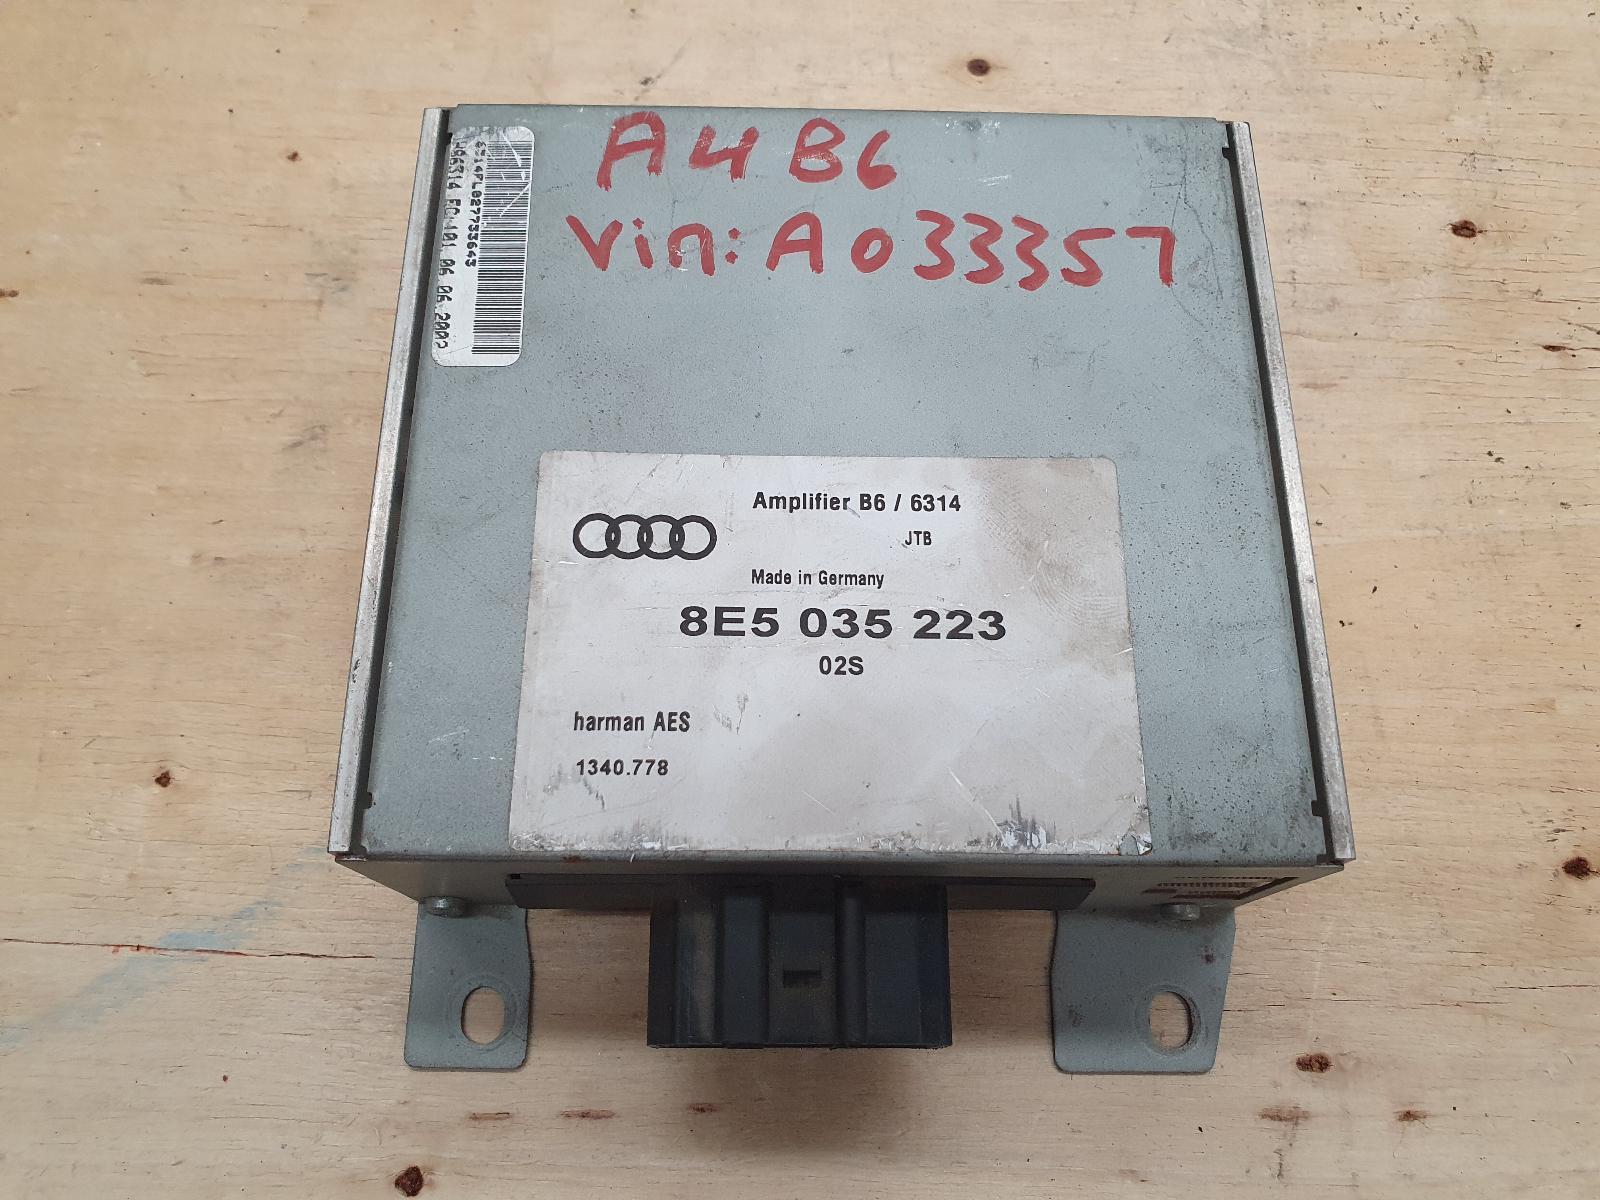 A4 B6
Vin: A033357
6314FL027733643
Amplifier B6 / 6314
JTB
Made in Germany
8E5 035 223
02S
harman AES
1340.778